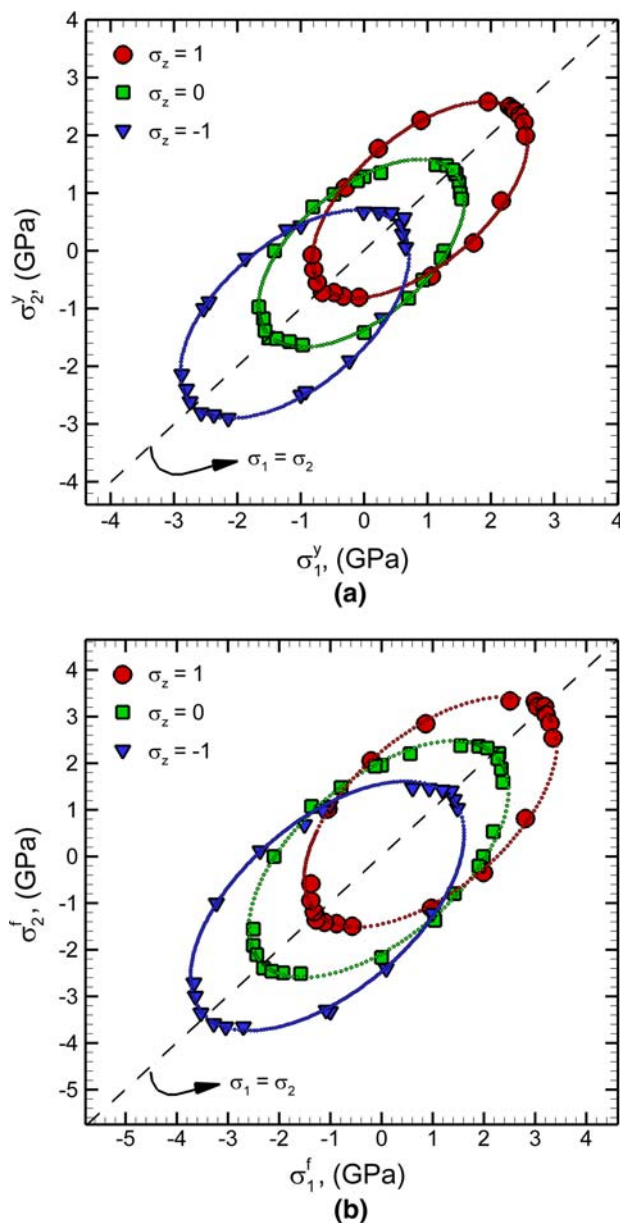 4
3
2
1
0
-1
-2
-3
-4
σ₂ʸ, (GPa)
σz = 1
σz = 0
σz = -1
σ₁ = σ₂
-4 -3 -2 -1 0 1 2 3 4
σ₁ʸ, (GPa)
(a)
4
3
2
1
0
-1
-2
-3
-4
-5
σ₂ᶠ, (GPa)
σz = 1
σz = 0
σz = -1
σ₁ = σ₂
-5 -4 -3 -2 -1 0 1 2 3 4
σ₁ᶠ, (GPa)
(b)